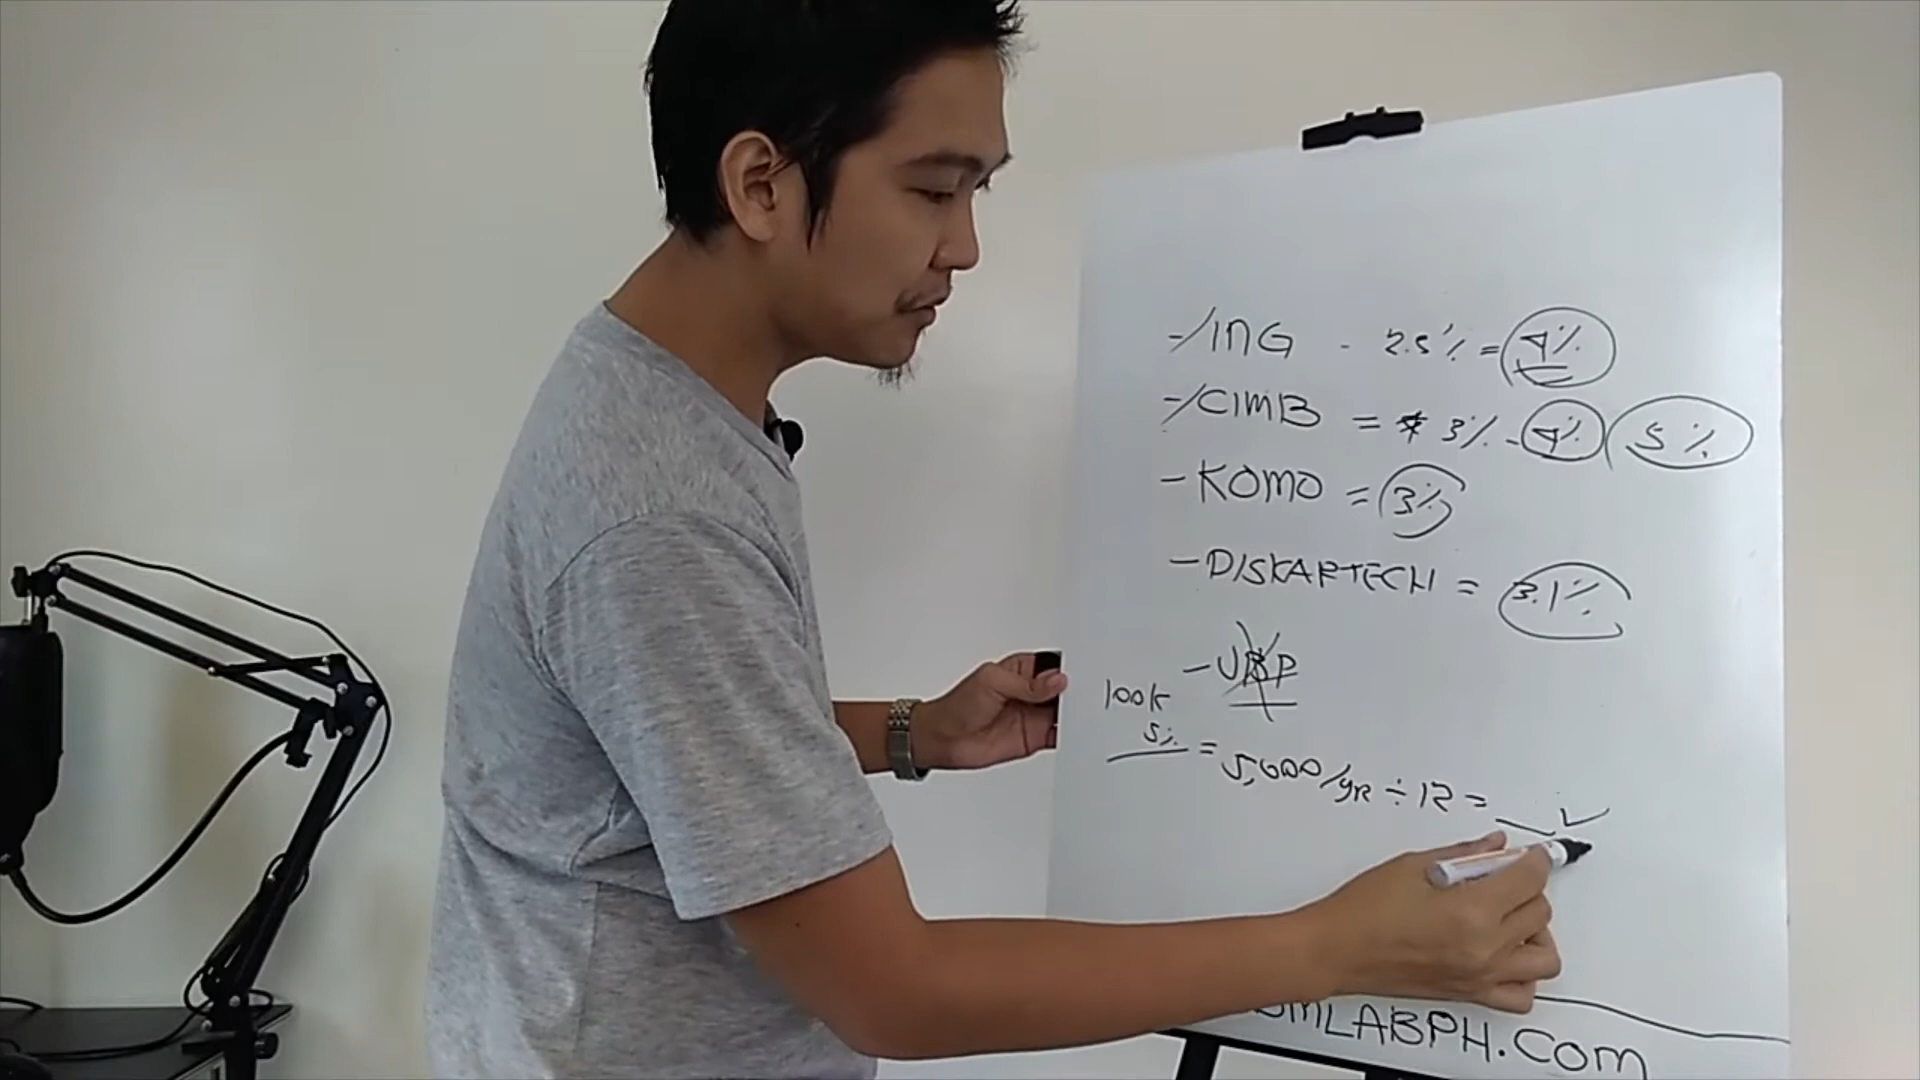 - ING - 2.5% = 4%
- CIMB = 3% - 4% 5%
- KOMO = 3%
- DISKARTECH = 3.1%
- UBP
100k
5% = 5,000/YR ÷ 12 =
MLABPH.COM